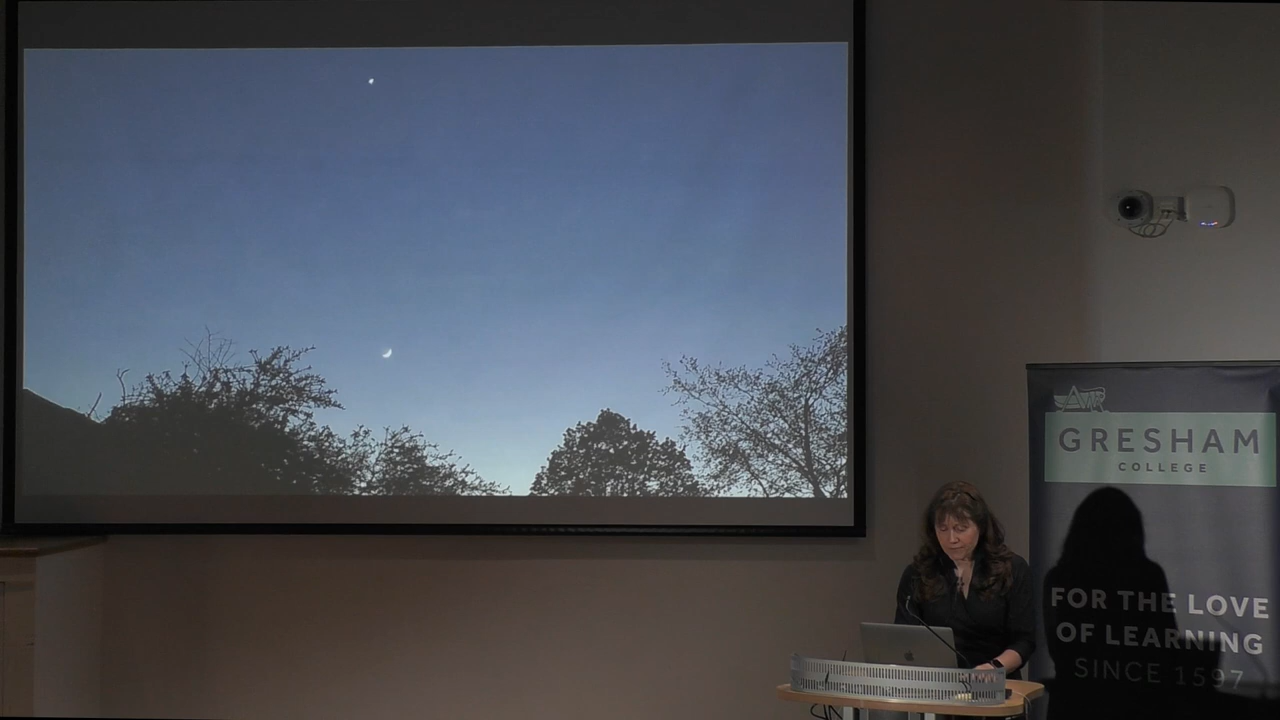 GRESHAM
COLLEGE
FOR THE LOVE
OF LEARNING
SINCE 1597